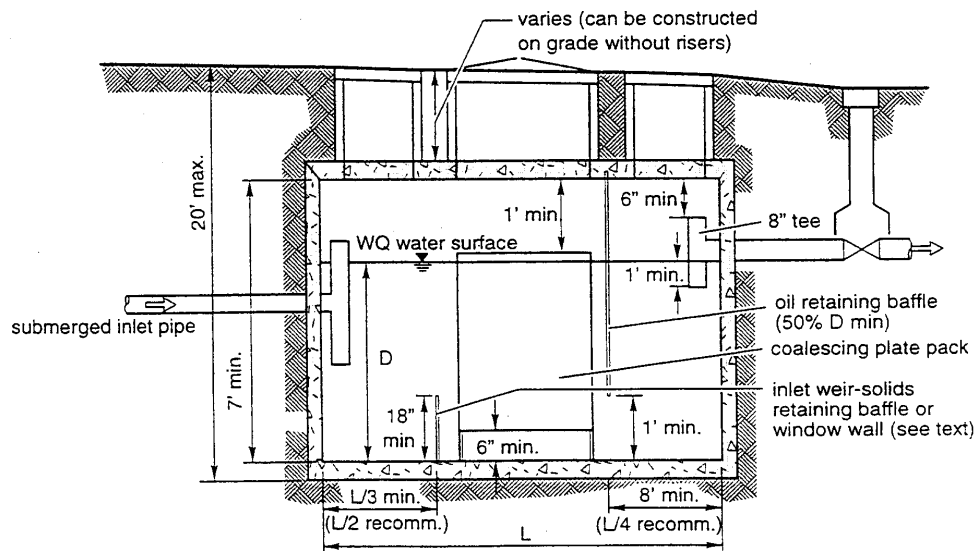 varies (can be constructed
on grade without risers)
20' max.
7' min.
1' min.
6" min.
8" tee
WQ water surface
1' min.
submerged inlet pipe
D
oil retaining baffle
(50% D min)
coalescing plate pack
inlet weir-solids
retaining baffle or
window wall (see text)
18"
min
6" min.
1' min.
L/3 min.
(L/2 recomm.)
8' min.
(L/4 recomm.)
L